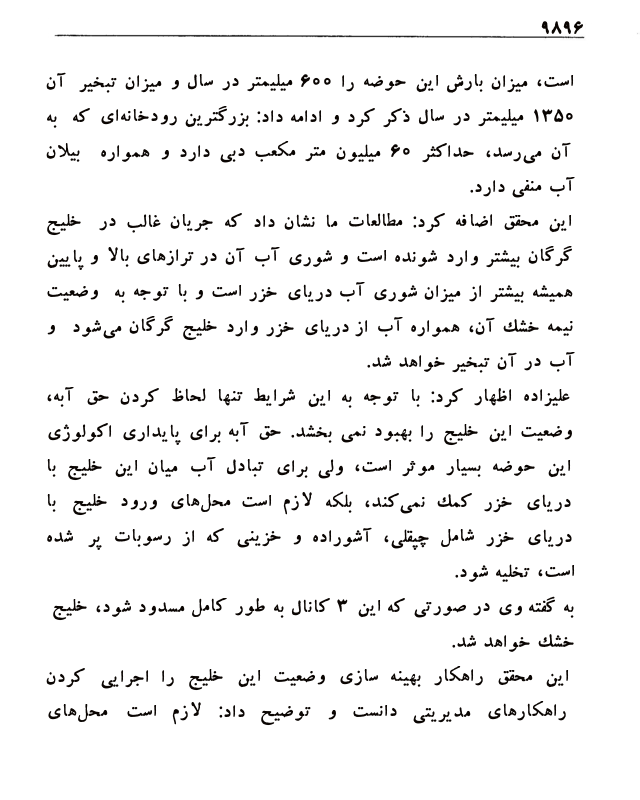 ۹۸۹۶
است، میزان بارش این حوضه را ۶۰۰ میلیمتر در سال و میزان تبخیر آن
۱۳۵۰ میلیمتر در سال ذکر کرد و ادامه داد: بزرگترین رودخانه‌ای که به
آن می‌رسد، حداکثر ۶۰ میلیون متر مکعب دبی دارد و همواره بیلان
آب منفی دارد.
این محقق اضافه کرد: مطالعات ما نشان داد که جریان غالب در خلیج
گرگان بیشتر وارد شونده است و شوری آب آن در ترازهای بالا و پایین
همیشه بیشتر از میزان شوری آب دریای خزر است و با توجه به وضعیت
نیمه خشك آن، همواره آب از دریای خزر وارد خلیج گرگان می‌شود و
آب در آن تبخیر خواهد شد.
علیزاده اظهار کرد: با توجه به این شرایط تنها لحاظ کردن حق آبه،
وضعیت این خلیج را بهبود نمی بخشد. حق آبه برای پایداری اکولوژی
این حوضه بسیار موثر است، ولی برای تبادل آب میان این خلیج با
دریای خزر کمك نمی‌کند، بلکه لازم است محل‌های ورود خلیج با
دریای خزر شامل چپقلی، آشوراده و خزینی که از رسوبات پر شده
است، تخلیه شود.
به گفته وی در صورتی که این ۳ کانال به طور کامل مسدود شود، خلیج
خشك خواهد شد.
این محقق راهکار بهینه سازی وضعیت این خلیج را اجرایی کردن
راهکارهای مدیریتی دانست و توضیح داد: لازم است محل‌های